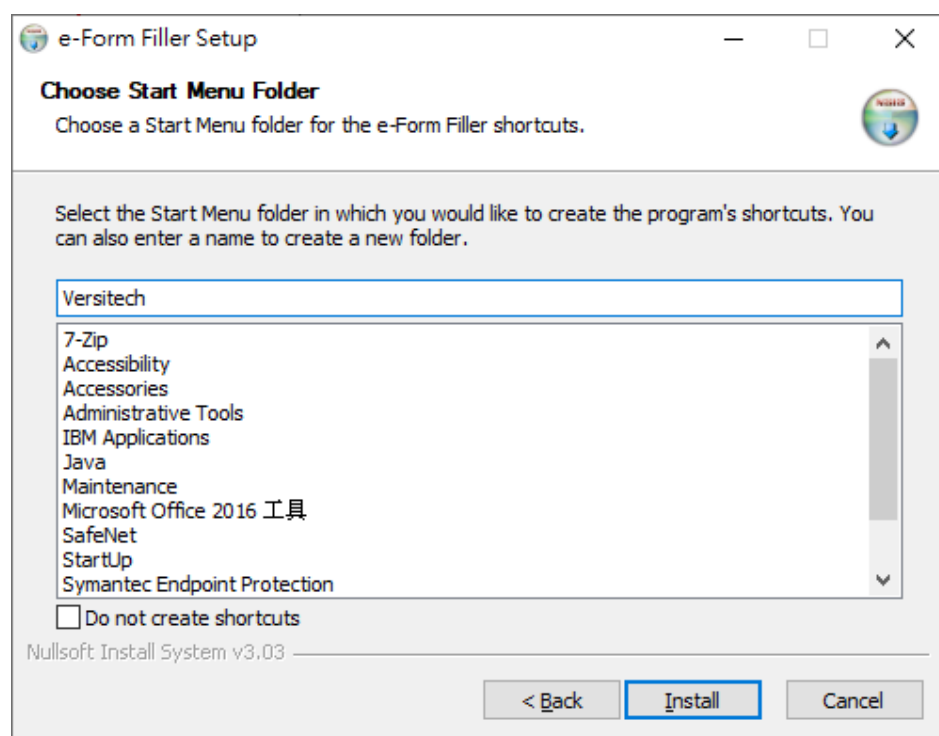 e-Form Filler Setup
Choose Start Menu Folder
Choose a Start Menu folder for the e-Form Filler shortcuts.
NSIS
Select the Start Menu folder in which you would like to create the program's shortcuts. You
can also enter a name to create a new folder.
Versitech
7-Zip
Accessibility
Accessories
Administrative Tools
IBM Applications
Java
Maintenance
Microsoft Office 2016 工具
SafeNet
StartUp
Symantec Endpoint Protection
Do not create shortcuts
Nullsoft Install System v3.03
< Back
Install
Cancel